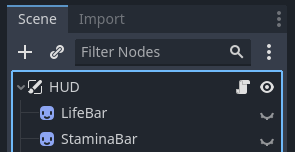 Scene Import
Filter Nodes
HUD
LifeBar
StaminaBar